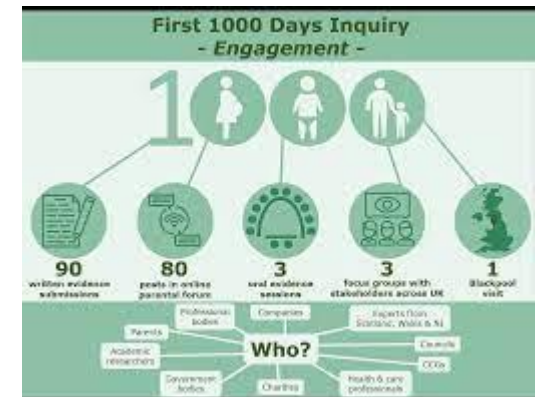 First 1000 Days Inquiry
- Engagement -
1
90
written evidence
submissions
80
posts in online
parental forum
3
oral evidence
sessions
3
focus groups with
stakeholders across UK
1
Blackpool
visit
Professional
bodies
Companies
Experts from
Scotland, Wales & NI
Parents
Who?
Councils
Academic
researchers
CCGs
Government
bodies
Charities
Health & care
professionals